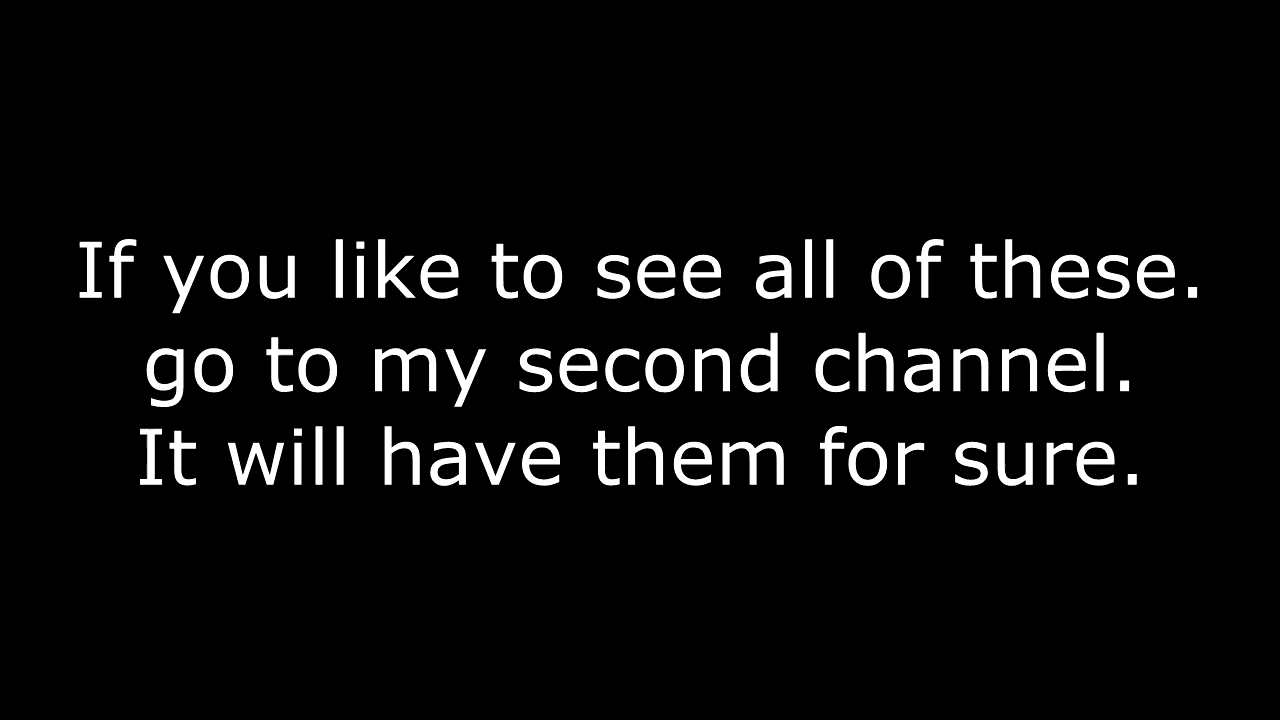 If you like to see all of these.
go to my second channel.
It will have them for sure.